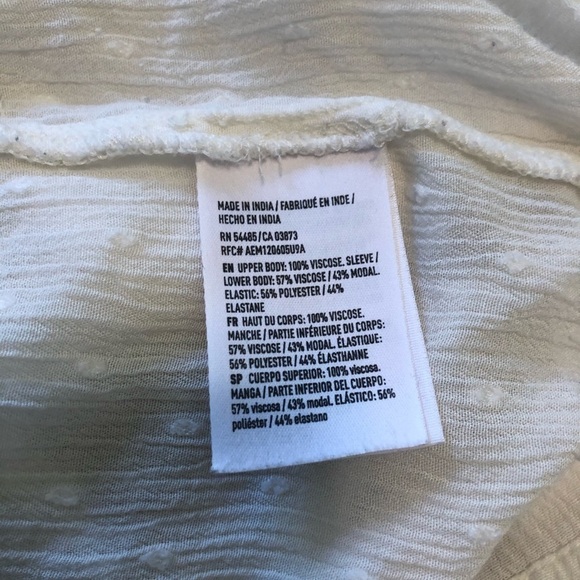 MADE IN INDIA / FABRIQUÉ EN INDE /
HECHO EN INDIA
RN 54485 / CA 03873
RFC# AEM120605U9A
EN UPPER BODY: 100% VISCOSE. SLEEVE /
LOWER BODY: 57% VISCOSE / 43% MODAL.
ELASTIC: 56% POLYESTER / 44%
ELASTANE
FR HAUT DU CORPS: 100% VISCOSE.
MANCHE / PARTIE INFÉRIEURE DU CORPS:
57% VISCOSE / 43% MODAL. ÉLASTIQUE:
56% POLYESTER / 44% ÉLASTHANNE
SP CUERPO SUPERIOR: 100% viscosa.
MANGA / PARTE INFERIOR DEL CUERPO:
57% viscosa / 43% modal. ELÁSTICO: 56%
poliéster / 44% elastano